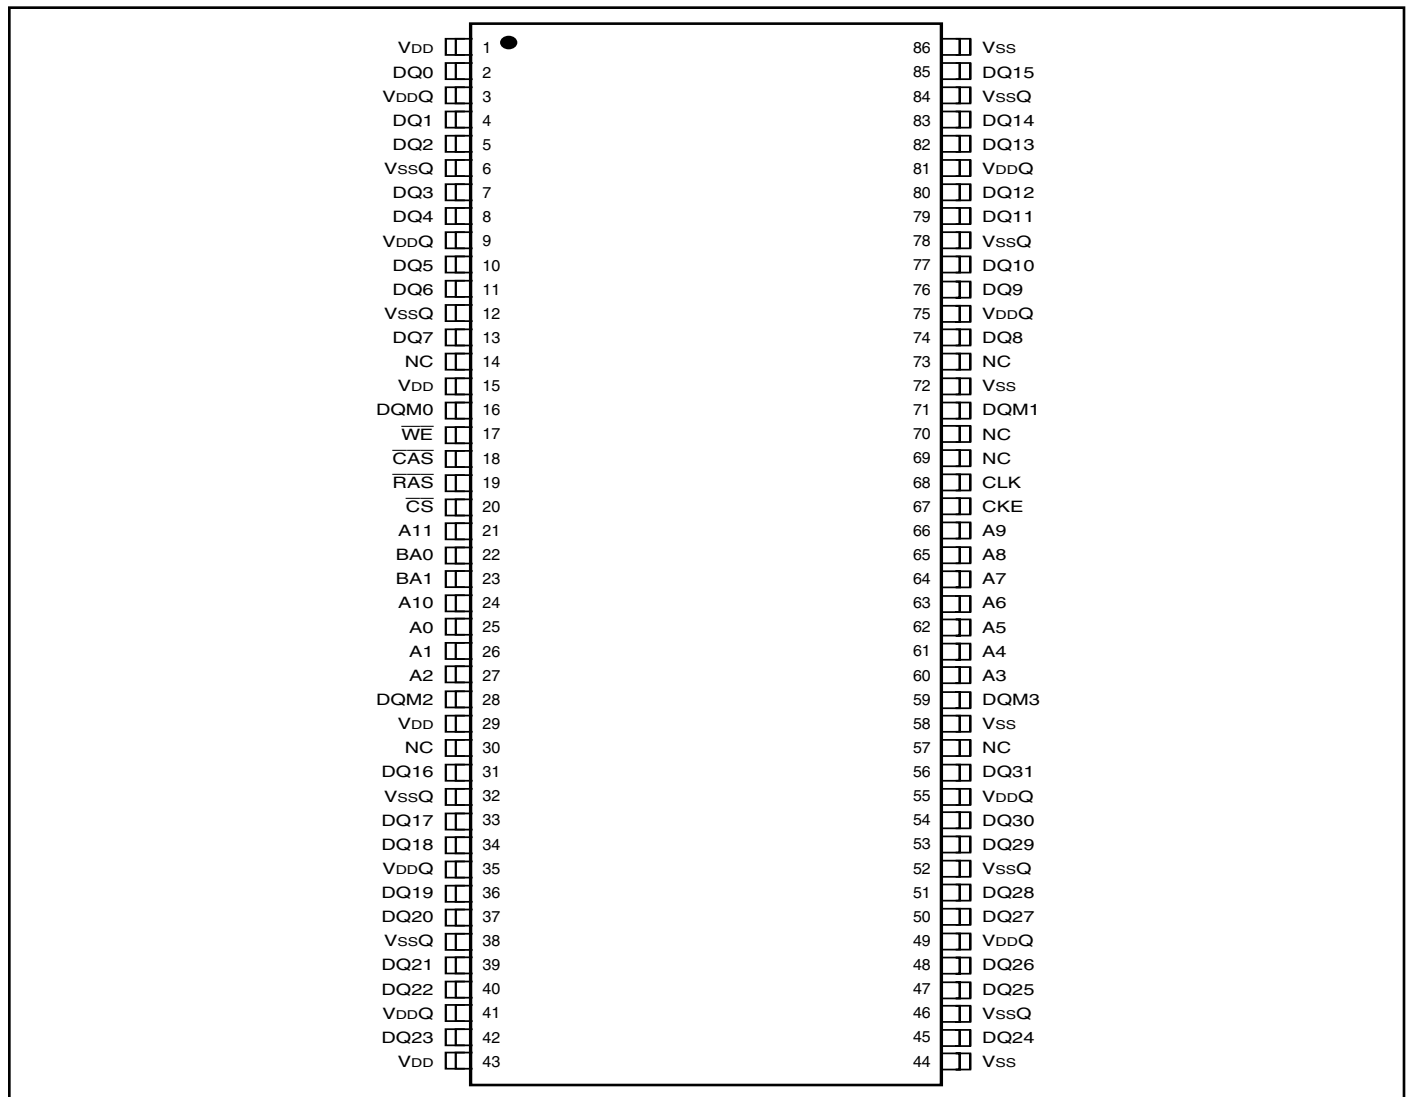 VDD 1 86 VSS
DQ0 2 85 DQ15
VDDQ 3 84 VSSQ
DQ1 4 83 DQ14
DQ2 5 82 DQ13
VSSQ 6 81 VDDQ
DQ3 7 80 DQ12
DQ4 8 79 DQ11
VDDQ 9 78 VSSQ
DQ5 10 77 DQ10
DQ6 11 76 DQ9
VSSQ 12 75 VDDQ
DQ7 13 74 DQ8
NC 14 73 NC
VDD 15 72 VSS
DQM0 16 71 DQM1
W̅E̅ 17 70 NC
C̅A̅S̅ 18 69 NC
R̅A̅S̅ 19 68 CLK
C̅S̅ 20 67 CKE
A11 21 66 A9
BA0 22 65 A8
BA1 23 64 A7
A10 24 63 A6
A0 25 62 A5
A1 26 61 A4
A2 27 60 A3
DQM2 28 59 DQM3
VDD 29 58 VSS
NC 30 57 NC
DQ16 31 56 DQ31
VSSQ 32 55 VDDQ
DQ17 33 54 DQ30
DQ18 34 53 DQ29
VDDQ 35 52 VSSQ
DQ19 36 51 DQ28
DQ20 37 50 DQ27
VSSQ 38 49 VDDQ
DQ21 39 48 DQ26
DQ22 40 47 DQ25
VDDQ 41 46 VSSQ
DQ23 42 45 DQ24
VDD 43 44 VSS